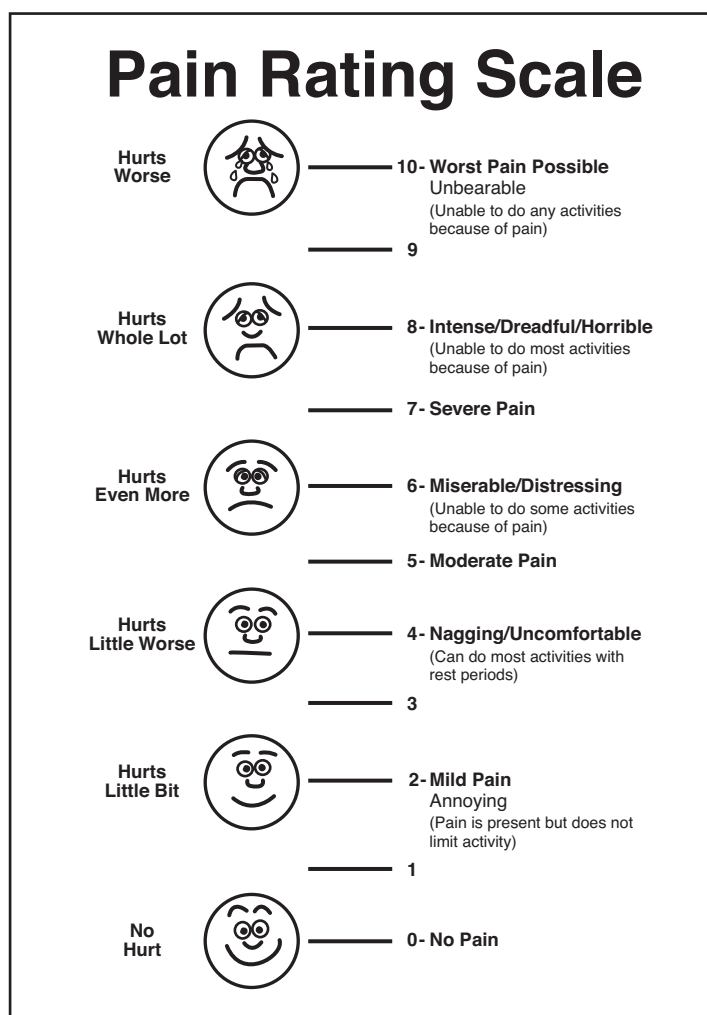 Pain Rating Scale
Hurts
Worse
10- Worst Pain Possible
Unbearable
(Unable to do any activities
because of pain)
9
Hurts
Whole Lot
8- Intense/Dreadful/Horrible
(Unable to do most activities
because of pain)
7- Severe Pain
Hurts
Even More
6- Miserable/Distressing
(Unable to do some activities
because of pain)
5- Moderate Pain
Hurts
Little Worse
4- Nagging/Uncomfortable
(Can do most activities with
rest periods)
3
Hurts
Little Bit
2- Mild Pain
Annoying
(Pain is present but does not
limit activity)
1
No
Hurt
0- No Pain